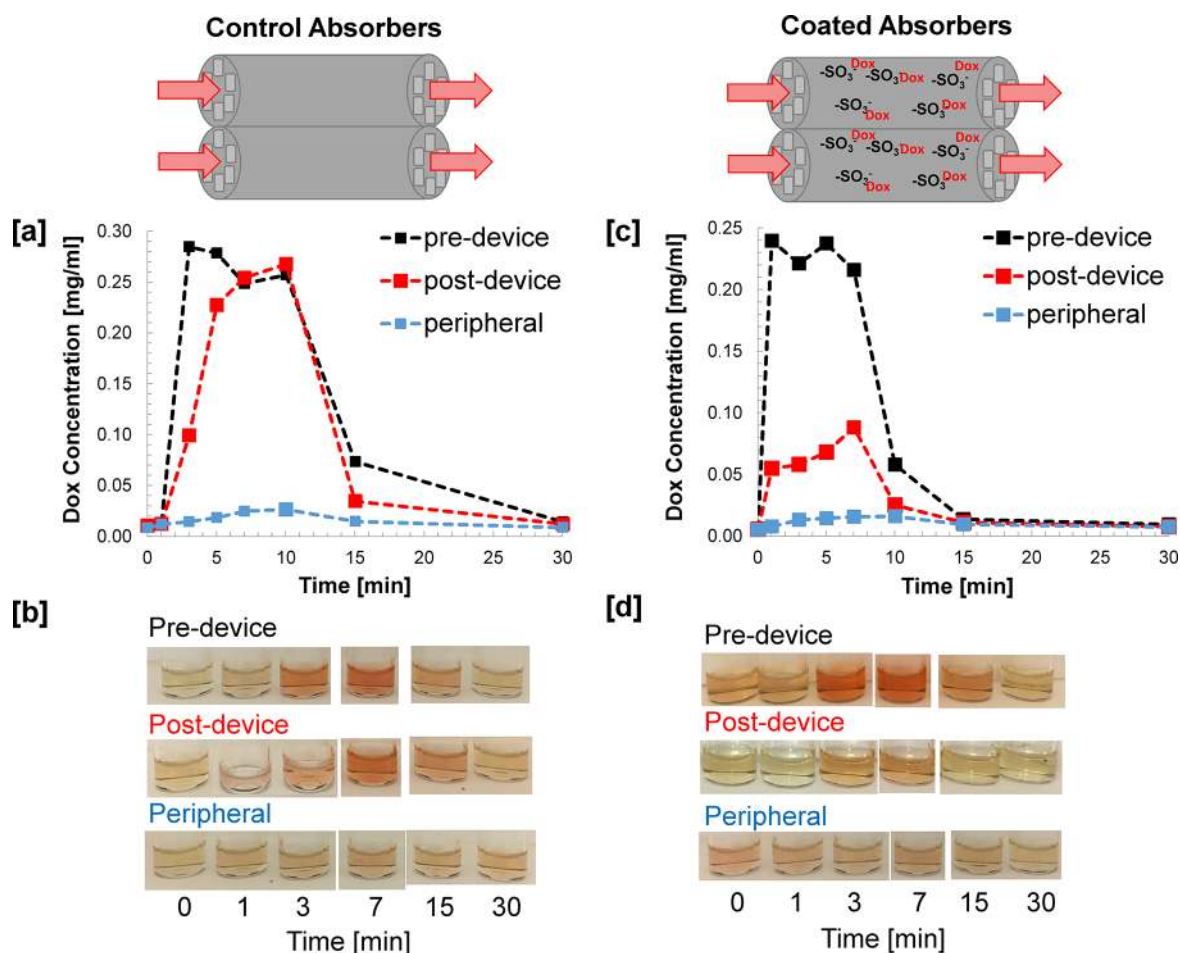 Control Absorbers
Coated Absorbers
-SO3- Dox -SO3- Dox -SO3- Dox
-SO3- Dox -SO3- Dox
-SO3- Dox -SO3- Dox -SO3- Dox
-SO3- Dox -SO3- Dox
[a]
Dox Concentration [mg/ml]
0.30
0.25
0.20
0.15
0.10
0.05
0.00
pre-device
post-device
peripheral
0 5 10 15 20 25 30
Time [min]
[c]
Dox Concentration [mg/ml]
0.25
0.20
0.15
0.10
0.05
0.00
pre-device
post-device
peripheral
0 5 10 15 20 25 30
Time [min]
[b]
Pre-device
Post-device
Peripheral
0 1 3 7 15 30
Time [min]
[d]
Pre-device
Post-device
Peripheral
0 1 3 7 15 30
Time [min]